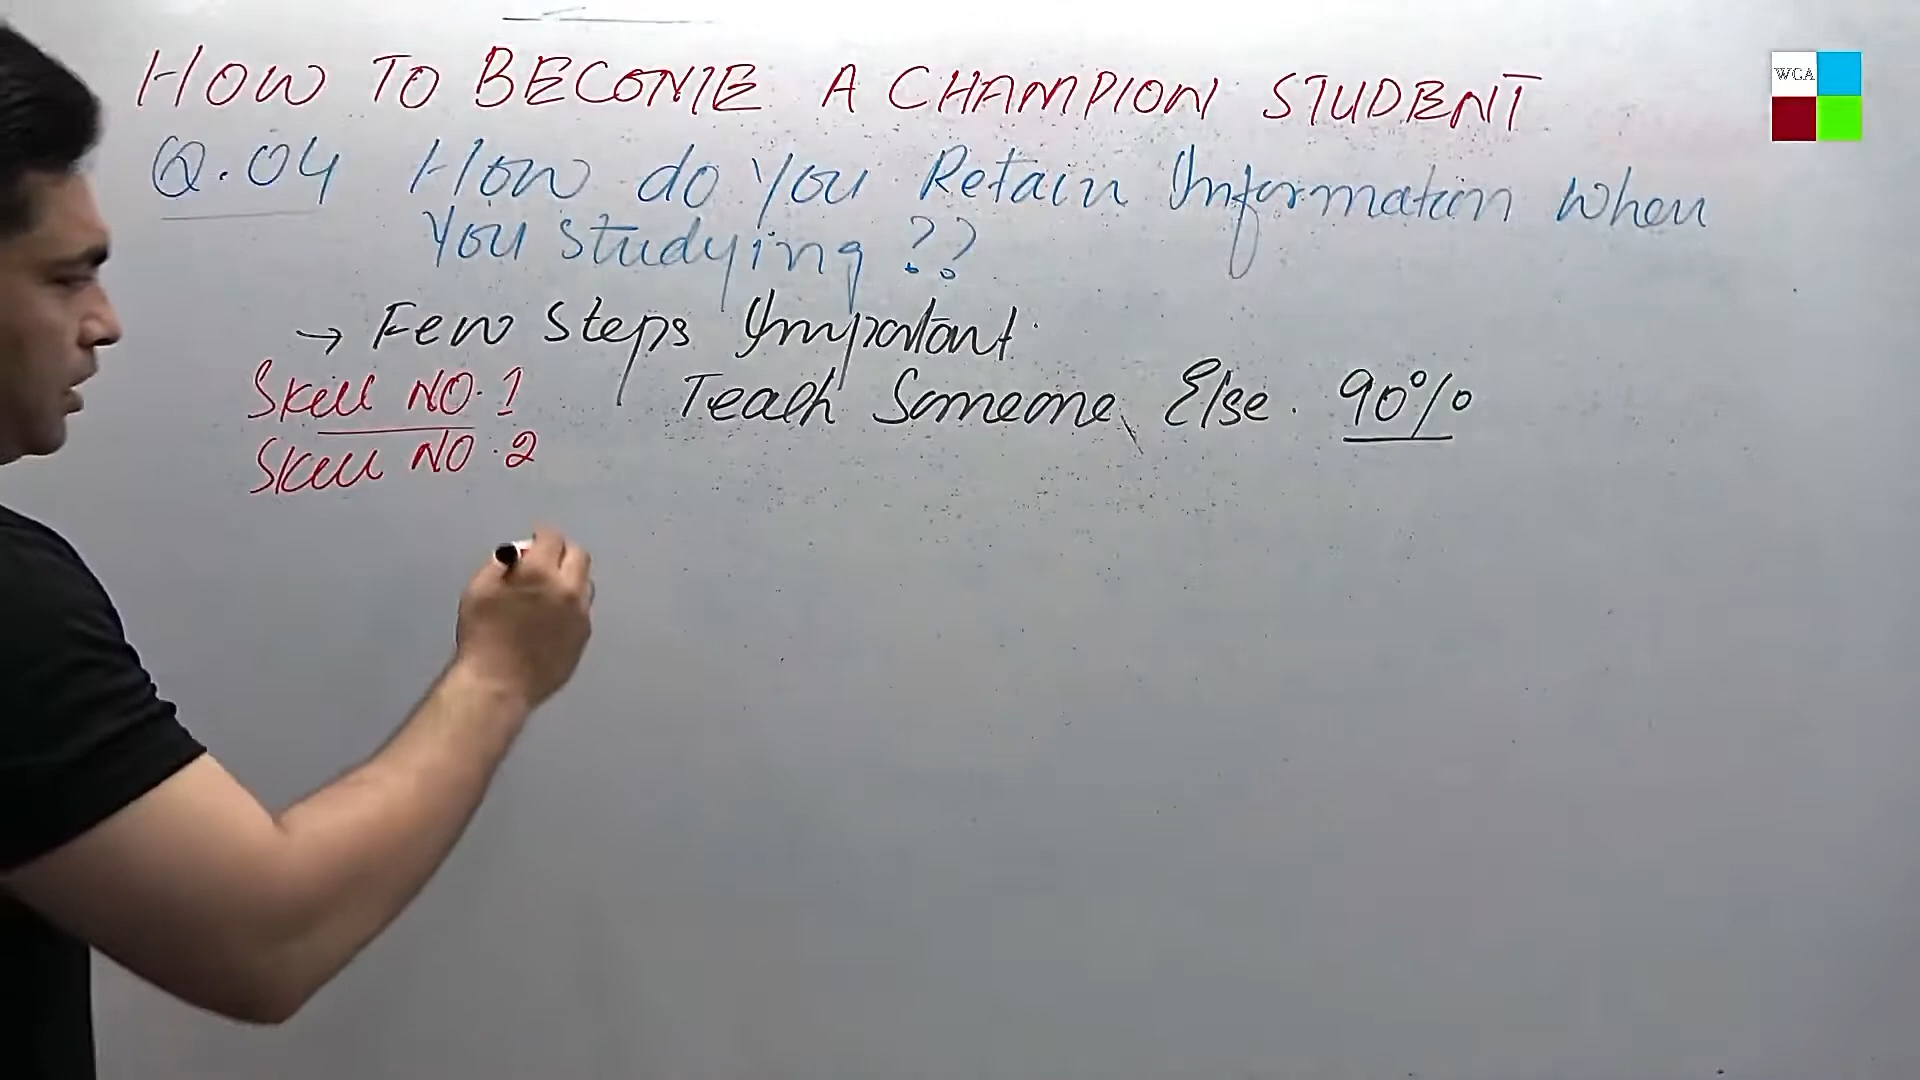 HOW TO BECOME A CHAMPION STUDENT
WCA
Q.04 How do You Retain Information When
You studying ??
→ Few Steps Important.
Skill NO.1 Teach Someone Else. 90%
Skill NO.2